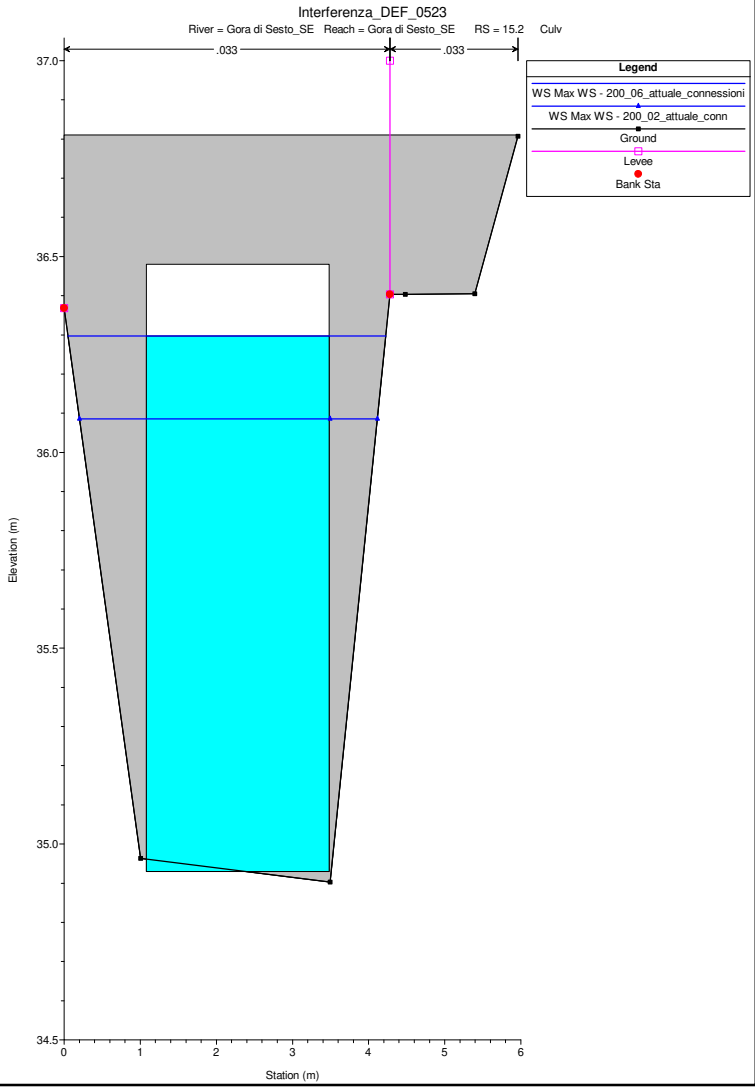 Interferenza_DEF_0523
River = Gora di Sesto_SE Reach = Gora di Sesto_SE RS = 15.2 Culv
.033
.033
Legend
WS Max WS - 200_06_attuale_connessioni
WS Max WS - 200_02_attuale_conn
Ground
Levee
Bank Sta
37.0
36.5
36.0
35.5
35.0
34.5
Elevation (m)
0 1 2 3 4 5 6
Station (m)